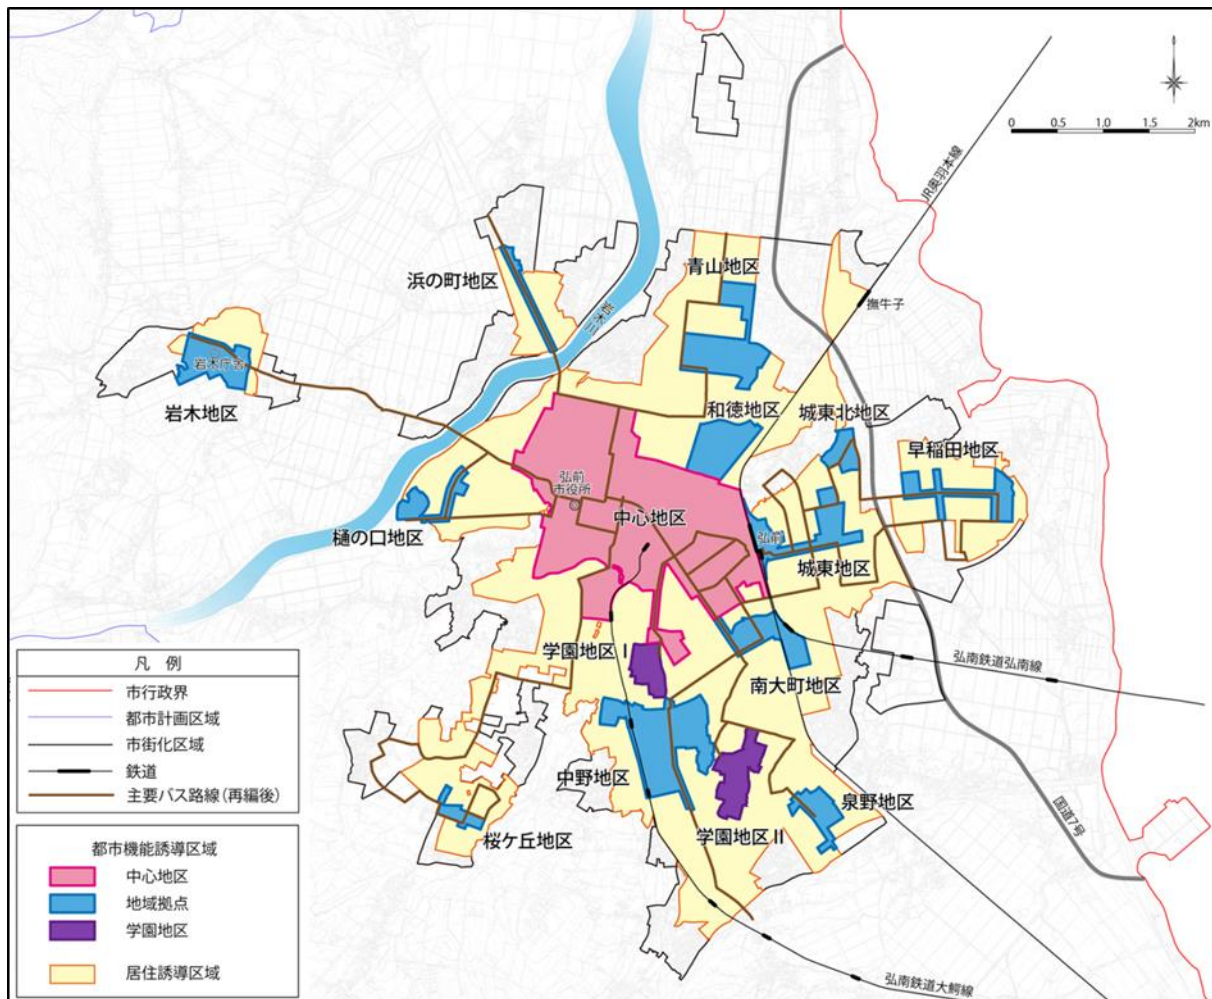 0 0.5 1.0 1.5 2km
JR奥羽本線
青山地区
浜の町地区
撫牛子
岩木川
岩木庁舎
岩木地区
和徳地区
城東北地区
早稲田地区
弘前
市役所
中心地区
弘前
樋の口地区
城東地区
学園地区Ⅰ
弘南鉄道弘南線
南大町地区
中野地区
泉野地区
国道7号
学園地区Ⅱ
桜ケ丘地区
弘南鉄道大鰐線
凡 例
市行政界
都市計画区域
市街化区域
鉄道
主要バス路線(再編後)
都市機能誘導区域
中心地区
地域拠点
学園地区
居住誘導区域